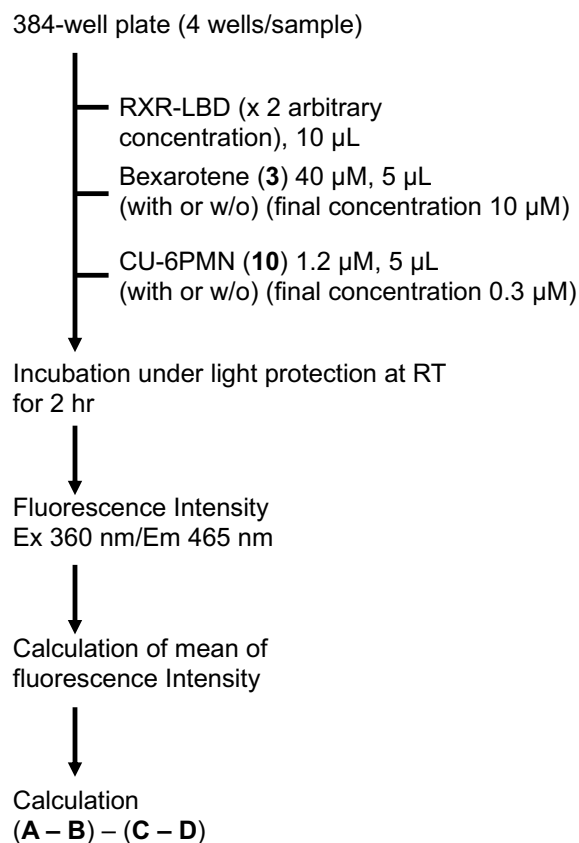 384-well plate (4 wells/sample)
RXR-LBD (x 2 arbitrary
concentration), 10 µL
Bexarotene (3) 40 µM, 5 µL
(with or w/o) (final concentration 10 µM)
CU-6PMN (10) 1.2 µM, 5 µL
(with or w/o) (final concentration 0.3 µM)
Incubation under light protection at RT
for 2 hr
Fluorescence Intensity
Ex 360 nm/Em 465 nm
Calculation of mean of
fluorescence Intensity
Calculation
(A – B) – (C – D)